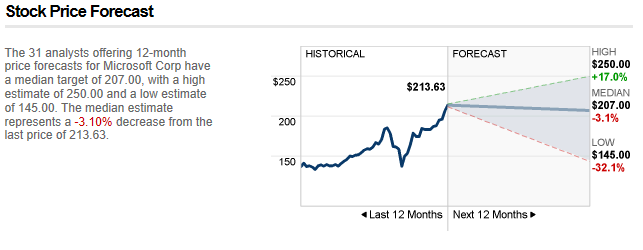 Stock Price Forecast
The 31 analysts offering 12-month
price forecasts for Microsoft Corp have
a median target of 207.00, with a high
estimate of 250.00 and a low estimate
of 145.00. The median estimate
represents a -3.10% decrease from the
last price of 213.63.
HISTORICAL
FORECAST
$250
200
150
$213.63
HIGH
$250.00
+17.0%
MEDIAN
$207.00
-3.1%
LOW
$145.00
-32.1%
Last 12 Months
Next 12 Months